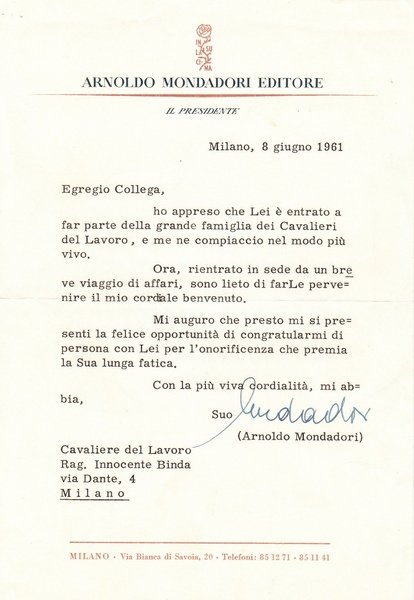 IN
LA
CI
SU
MA
ARNOLDO MONDADORI EDITORE
IL PRESIDENTE
Milano, 8 giugno 1961
Egregio Collega,
ho appreso che Lei è entrato a
far parte della grande famiglia dei Cavalieri
del Lavoro, e me ne compiaccio nel modo più
vivo.
Ora, rientrato in sede da un bre
ve viaggio di affari, sono lieto di farLe perve=
nire il mio cordiale benvenuto.
Mi auguro che presto mi si pre=
senti la felice opportunità di congratularmi di
persona con Lei per l'onorificenza che premia
la Sua lunga fatica.
Con la più viva cordialità, mi ab=
bia,
Suo Mondadori
(Arnoldo Mondadori)
Cavaliere del Lavoro
Rag. Innocente Binda
via Dante, 4
Milano
MILANO · Via Bianca di Savoia, 20 · Telefoni: 85 12 71 - 85 11 41